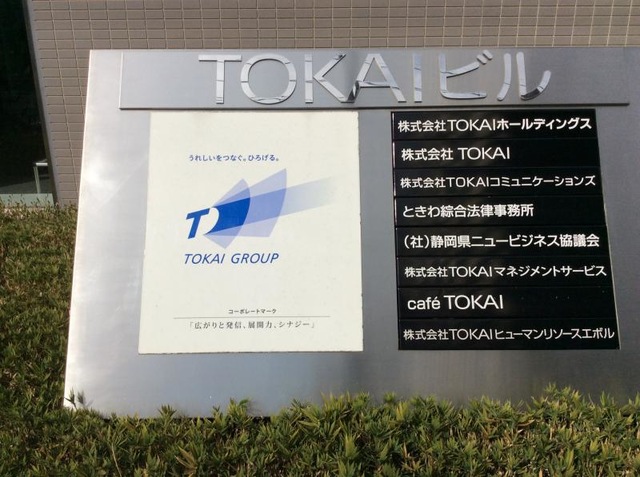 TOKAIビル
うれしいをつなぐ。ひろげる。
T
TOKAI GROUP
コーポレートマーク
「広がりと発信、展開力、シナジー」
株式会社TOKAIホールディングス
株式会社 TOKAI
株式会社TOKAIコミュニケーションズ
ときわ綜合法律事務所
（社）静岡県ニュービジネス協議会
株式会社TOKAIマネジメントサービス
café TOKAI
株式会社TOKAIヒューマンリソースエボル